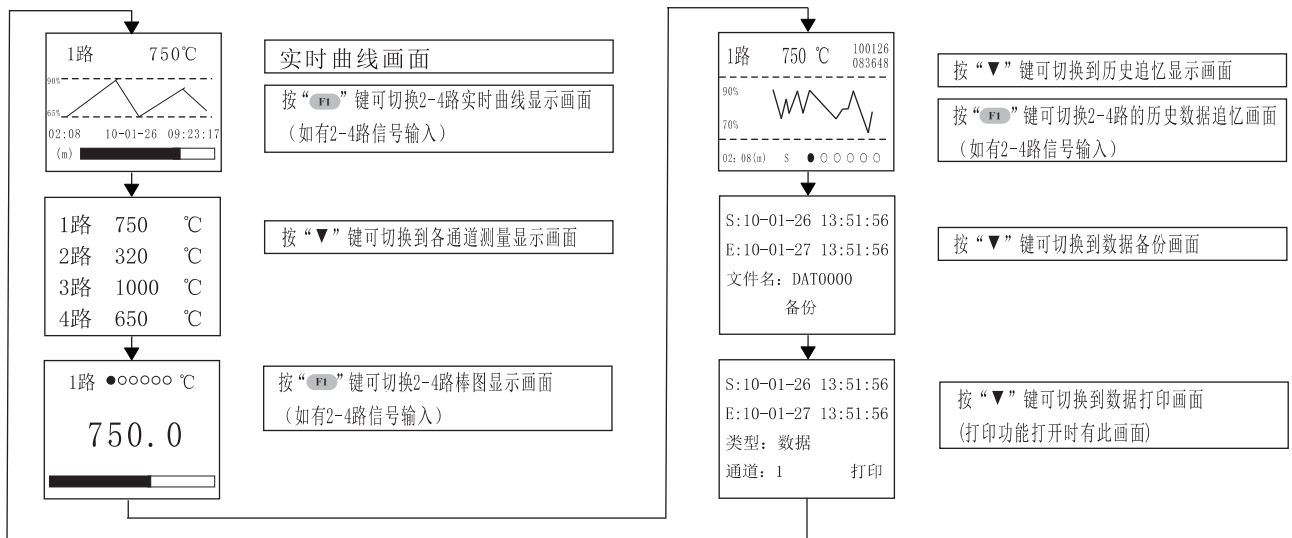 1路 750℃
90%
65%
02:08 10-01-26 09:23:17
(m)
实时曲线画面
按“F1”键可切换2-4路实时曲线显示画面
(如有2-4路信号输入)
1路 750 ℃
2路 320 ℃
3路 1000 ℃
4路 650 ℃
按“▼”键可切换到各通道测量显示画面
1路 ●○○○○○○ ℃
750.0
按“F1”键可切换2-4路棒图显示画面
(如有2-4路信号输入)
1路 750 ℃ 100126
083648
90%
70%
02: 08(m) S ●○○○○○
按“▼”键可切换到历史追忆显示画面
按“F1”键可切换2-4路的历史数据追忆画面
(如有2-4路信号输入)
S:10-01-26 13:51:56
E:10-01-27 13:51:56
文件名: DAT0000
备份
按“▼”键可切换到数据备份画面
S:10-01-26 13:51:56
E:10-01-27 13:51:56
类型: 数据
通道: 1 打印
按“▼”键可切换到数据打印画面
(打印功能打开时有此画面)